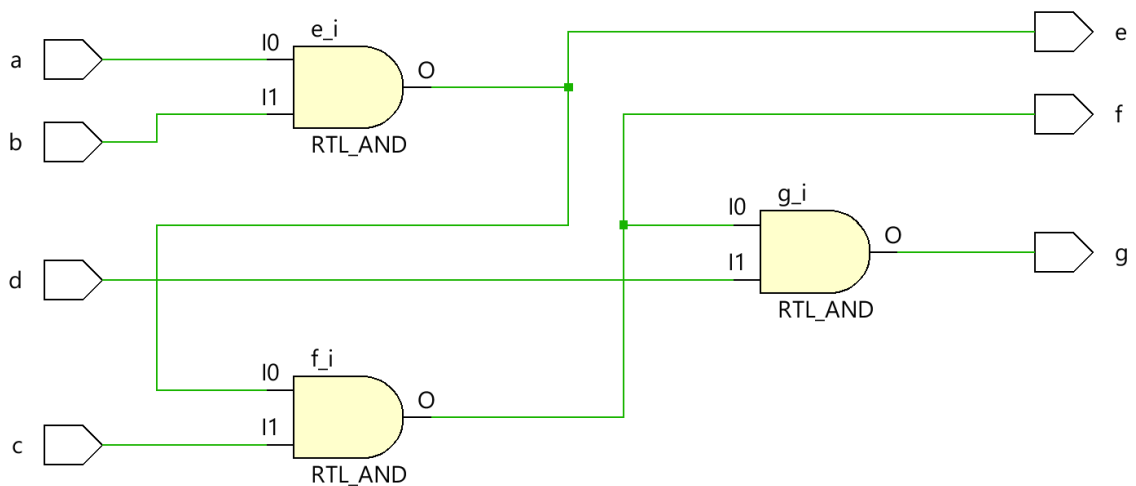 a
b
d
c
I0
I1
e_i
O
RTL_AND
I0
I1
f_i
O
RTL_AND
I0
I1
g_i
O
RTL_AND
e
f
g